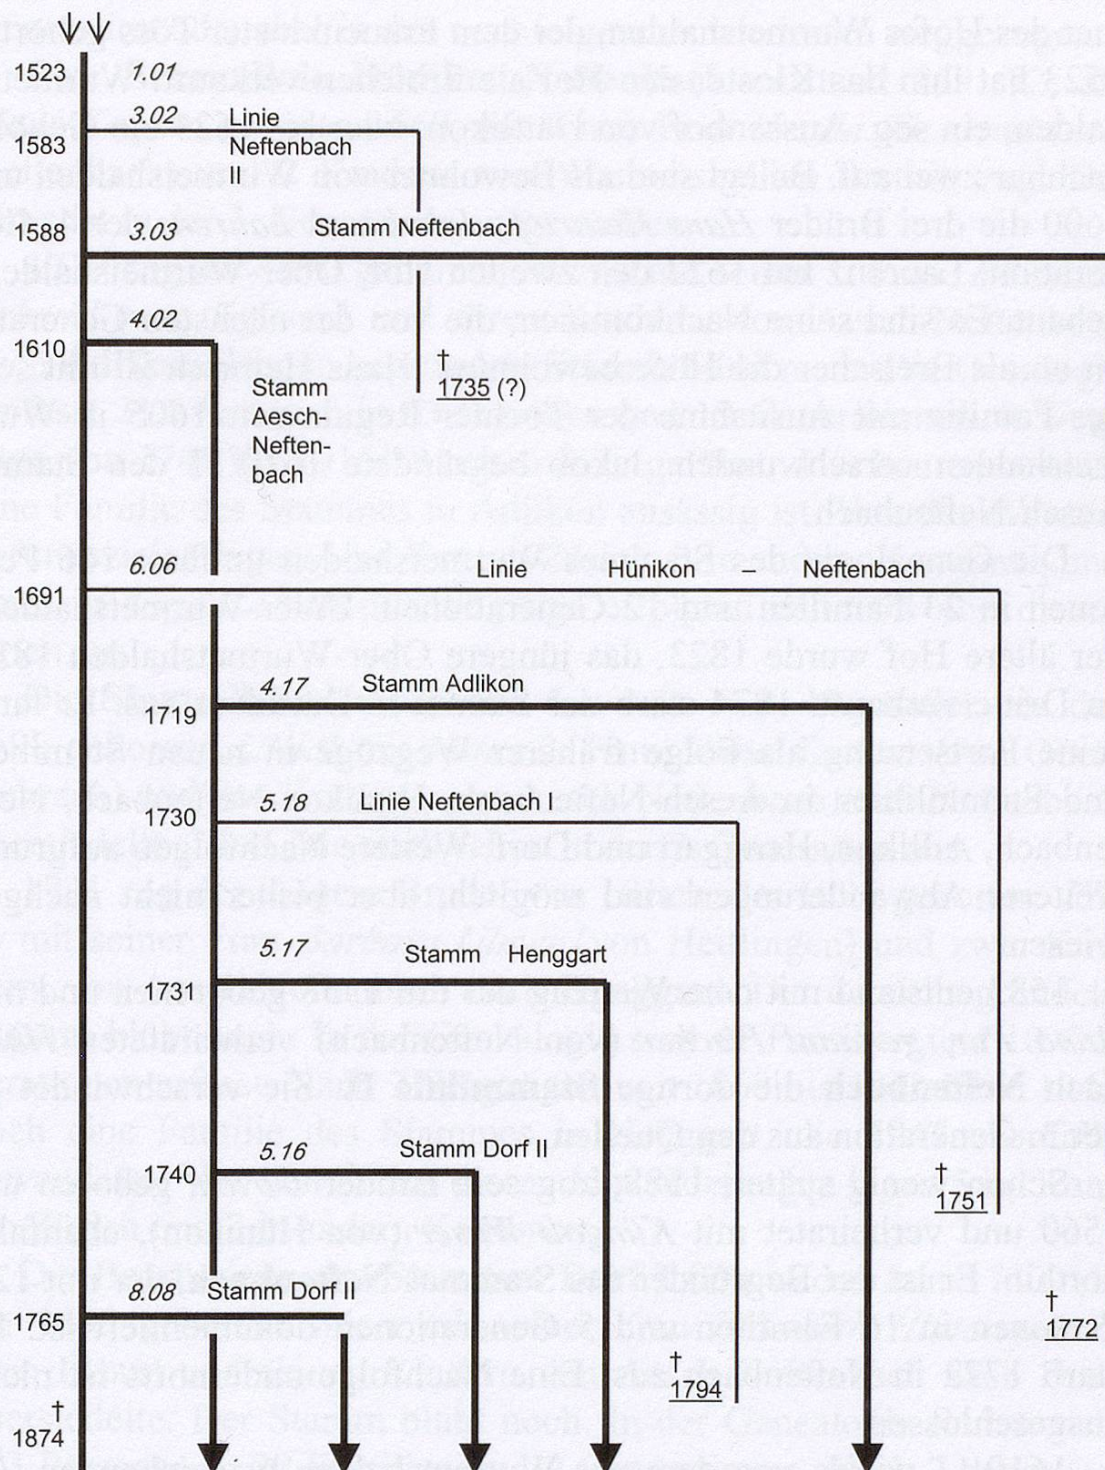 1523 1.01
3.02 Linie
1583 Neftenbach
II
1588 3.03 Stamm Neftenbach
4.02
1610 †
Stamm 1735 (?)
Aesch-
Neften-
bach
6.06 Linie Hünikon – Neftenbach
1691
4.17 Stamm Adlikon
1719
5.18 Linie Neftenbach I
1730
5.17 Stamm Henggart
1731
5.16 Stamm Dorf II
1740 †
1751
8.08 Stamm Dorf II
1765 †
1772
†
1794
†
1874